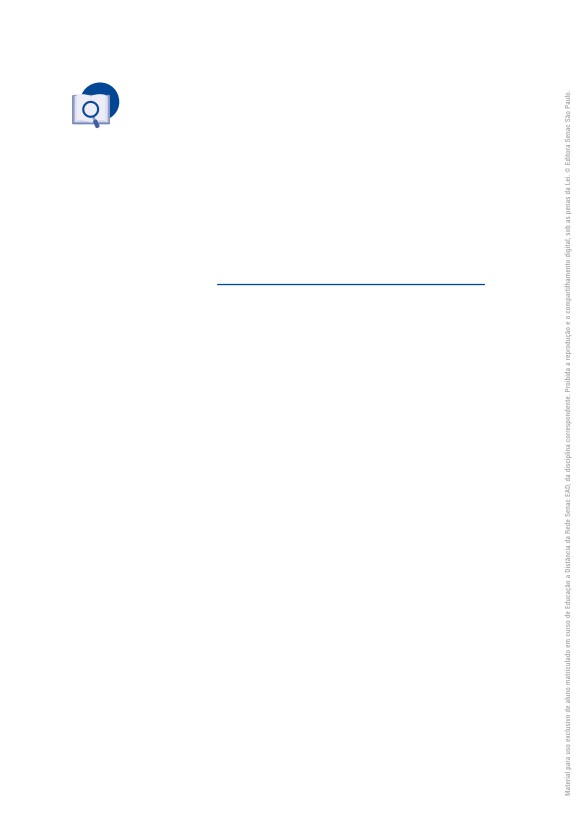 Material para uso exclusivo de aluno matriculado em curso de Educação a Distância da Rede Senac EAD, da disciplina correspondente. Proibida a reprodução e o compartilhamento digital, sob as penas da Lei. © Editora Senac São Paulo.